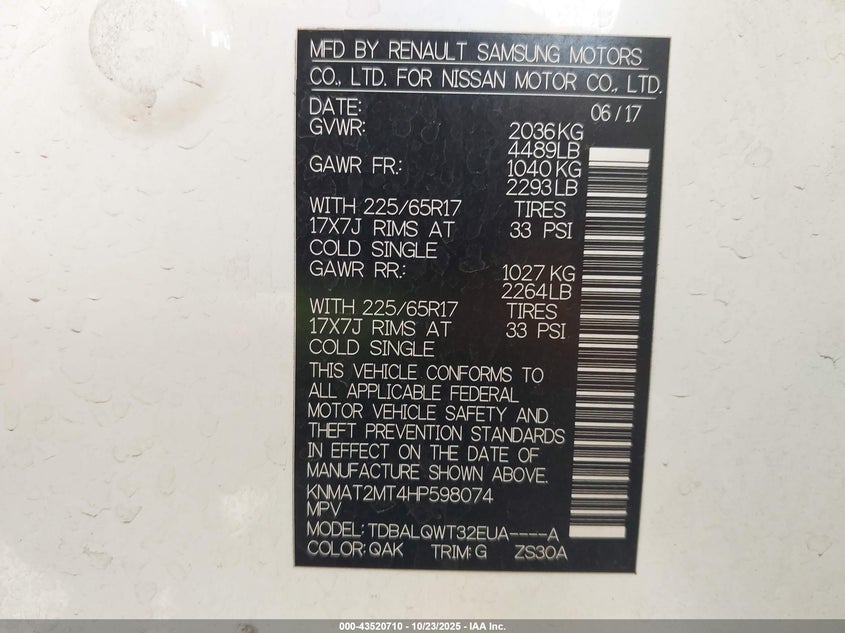 MFD BY RENAULT SAMSUNG MOTORS
CO., LTD. FOR NISSAN MOTOR CO., LTD.
DATE: 06/17
GVWR: 2036KG
4489LB
GAWR FR.: 1040KG
2293LB
WITH 225/65R17 TIRES
17X7J RIMS AT 33 PSI
COLD SINGLE
GAWR RR.: 1027KG
2264LB
WITH 225/65R17 TIRES
17X7J RIMS AT 33 PSI
COLD SINGLE
THIS VEHICLE CONFORMS TO
ALL APPLICABLE FEDERAL
MOTOR VEHICLE SAFETY AND
THEFT PREVENTION STANDARDS
IN EFFECT ON THE DATE OF
MANUFACTURE SHOWN ABOVE.
KNMAT2MT4HP598074
MPV
MODEL: TDBALQWT32EUA----A
COLOR: QAK TRIM: G ZS30A
000-43520710 - 10/23/2025 - IAA Inc.